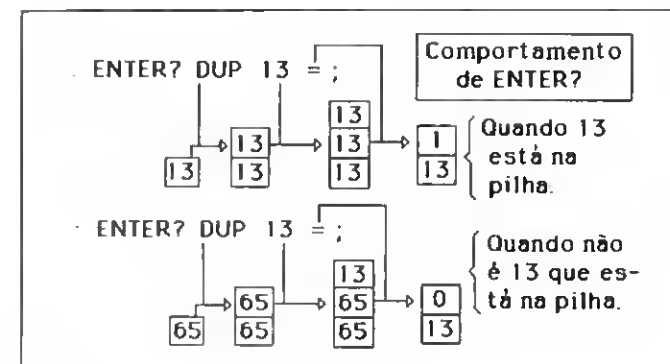 ENTER? DUP 13 = ;
Comportamento
de ENTER?
13
13
13
13
13
13
1
13
Quando 13
está na
pilha.
ENTER? DUP 13 = ;
65
65
65
13
65
65
0
13
Quando não
é 13 que es-
tá na pilha.